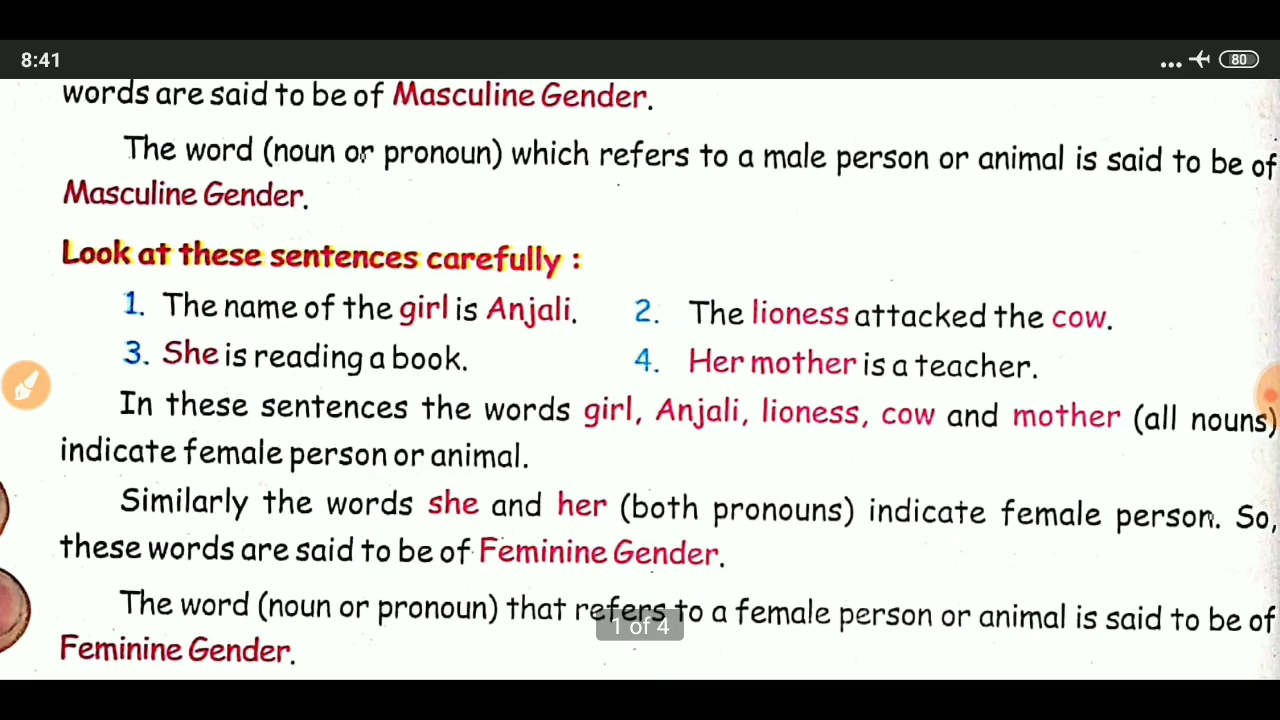 8:41
80
words are said to be of Masculine Gender.
The word (noun or pronoun) which refers to a male person or animal is said to be of
Masculine Gender.
Look at these sentences carefully :
1. The name of the girl is Anjali. 2. The lioness attacked the cow.
3. She is reading a book. 4. Her mother is a teacher.
In these sentences the words girl, Anjali, lioness, cow and mother (all nouns)
indicate female person or animal.
Similarly the words she and her (both pronouns) indicate female person. So,
these words are said to be of Feminine Gender.
The word (noun or pronoun) that refers to a female person or animal is said to be of
1 of 4
Feminine Gender.